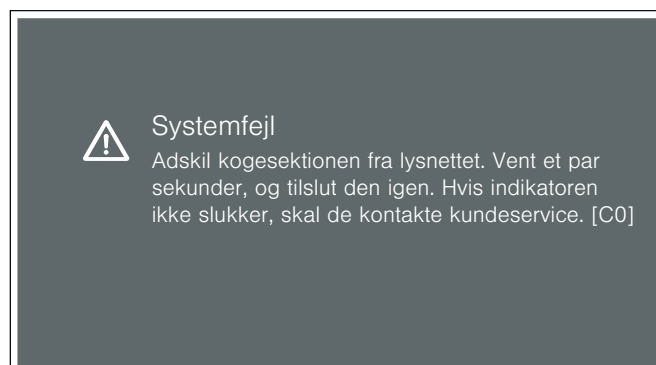 Systemfejl
Adskil kogesektionen fra lysnettet. Vent et par
sekunder, og tilslut den igen. Hvis indikatoren
ikke slukker, skal de kontakte kundeservice. [C0]